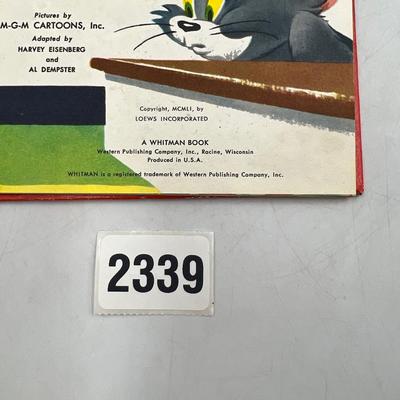 Pictures by
M-G-M CARTOONS, Inc.
Adapted by
HARVEY EISENBERG
and
AL DEMPSTER
Copyright, MCMLI, by
LOEWS INCORPORATED
A WHITMAN BOOK
Western Publishing Company, Inc., Racine, Wisconsin
Produced in U.S.A.
WHITMAN is a registered trademark of Western Publishing Company, Inc.
2339